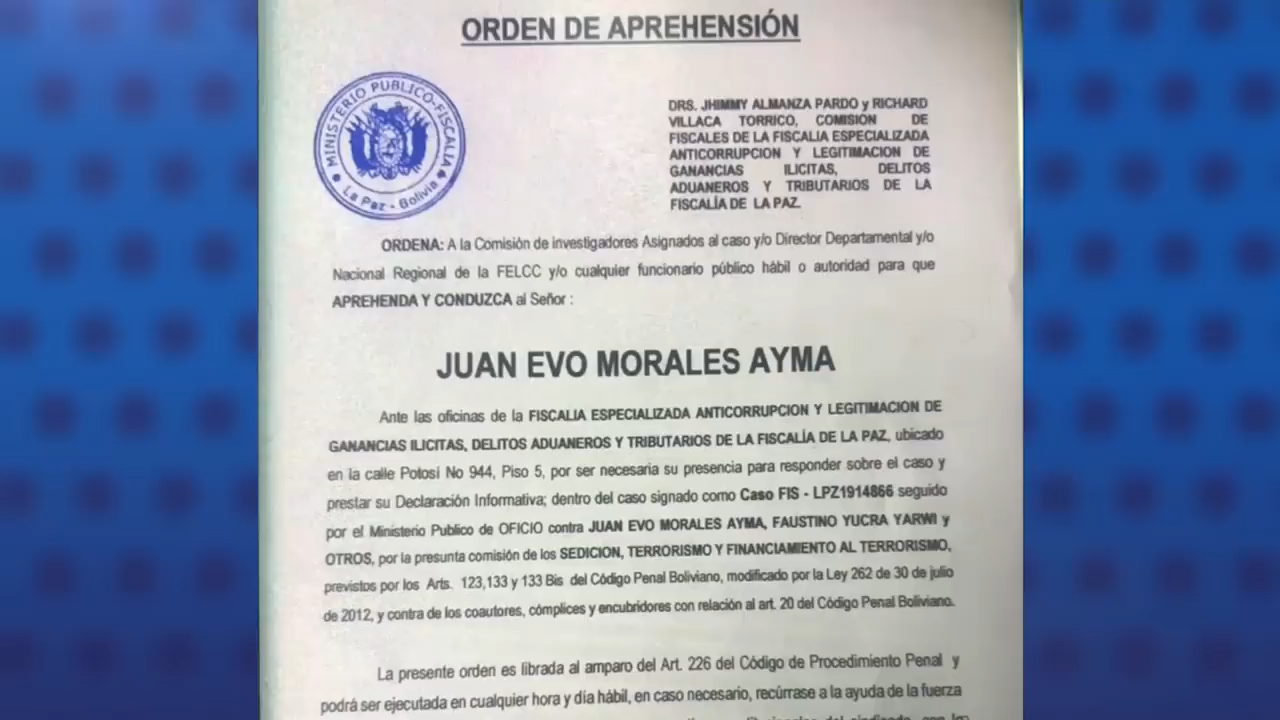 ORDEN DE APREHENSIÓN
MINISTERIO PUBLICO-FISCALIA
La Paz - Bolivia
DRS. JHIMMY ALMANZA PARDO y RICHARD
VILLACA TORRICO, COMISIÓN DE
FISCALES DE LA FISCALIA ESPECIALIZADA
ANTICORRUPCION Y LEGITIMACION DE
GANANCIAS ILICITAS, DELITOS
ADUANEROS Y TRIBUTARIOS DE LA
FISCALÍA DE LA PAZ.
ORDENA: A la Comisión de investigadores Asignados al caso y/o Director Departamental y/o
Nacional Regional de la FELCC y/o cualquier funcionario público hábil o autoridad para que
APREHENDA Y CONDUZCA al Señor :
JUAN EVO MORALES AYMA
Ante las oficinas de la FISCALIA ESPECIALIZADA ANTICORRUPCION Y LEGITIMACION DE
GANANCIAS ILICITAS, DELITOS ADUANEROS Y TRIBUTARIOS DE LA FISCALÍA DE LA PAZ, ubicado
en la calle Potosí No 944, Piso 5, por ser necesaria su presencia para responder sobre el caso y
prestar su Declaración Informativa; dentro del caso signado como Caso FIS - LPZ1914866 seguido
por el Ministerio Publico de OFICIO contra JUAN EVO MORALES AYMA, FAUSTINO YUCRA YARWI y
OTROS, por la presunta comisión de los SEDICION, TERRORISMO Y FINANCIAMIENTO AL TERRORISMO,
previstos por los Arts. 123,133 y 133 Bis del Código Penal Boliviano, modificado por la Ley 262 de 30 de julio
de 2012, y contra de los coautores, cómplices y encubridores con relación al art. 20 del Código Penal Boliviano.
La presente orden es librada al amparo del Art. 226 del Código de Procedimiento Penal y
podrá ser ejecutada en cualquier hora y día hábil, en caso necesario, recúrrase a la ayuda de la fuerza